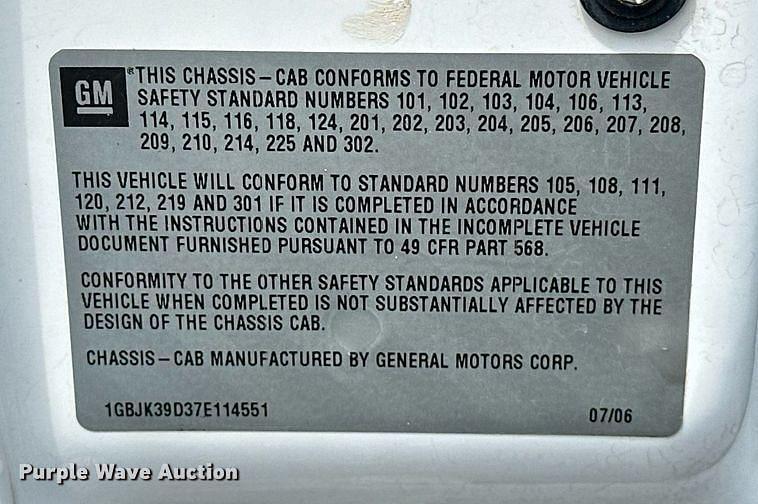 GM
® THIS CHASSIS–CAB CONFORMS TO FEDERAL MOTOR VEHICLE
SAFETY STANDARD NUMBERS 101, 102, 103, 104, 106, 113,
114, 115, 116, 118, 124, 201, 202, 203, 204, 205, 206, 207, 208,
209, 210, 214, 225 AND 302.
THIS VEHICLE WILL CONFORM TO STANDARD NUMBERS 105, 108, 111,
120, 212, 219 AND 301 IF IT IS COMPLETED IN ACCORDANCE
WITH THE INSTRUCTIONS CONTAINED IN THE INCOMPLETE VEHICLE
DOCUMENT FURNISHED PURSUANT TO 49 CFR PART 568.
CONFORMITY TO THE OTHER SAFETY STANDARDS APPLICABLE TO THIS
VEHICLE WHEN COMPLETED IS NOT SUBSTANTIALLY AFFECTED BY THE
DESIGN OF THE CHASSIS CAB.
CHASSIS–CAB MANUFACTURED BY GENERAL MOTORS CORP.
1GBJK39D37E114551 07/06
Purple Wave Auction